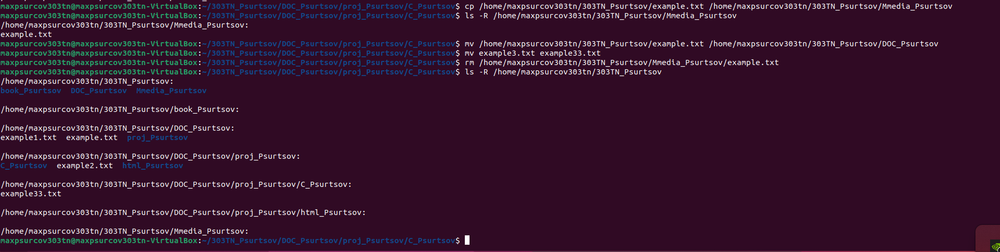 maxpsurcov303tn@maxpsurcov303tn-VirtualBox:~/303TN_Psurtsov/DOC_Psurtsov/proj_Psurtsov/C_Psurtsov$ cp /home/maxpsurcov303tn/303TN_Psurtsov/example.txt /home/maxpsurcov303tn/303TN_Psurtsov/Mmedia_Psurtsov
maxpsurcov303tn@maxpsurcov303tn-VirtualBox:~/303TN_Psurtsov/DOC_Psurtsov/proj_Psurtsov/C_Psurtsov$ ls -R /home/maxpsurcov303tn/303TN_Psurtsov/Mmedia_Psurtsov
/home/maxpsurcov303tn/303TN_Psurtsov/Mmedia_Psurtsov:
example.txt
maxpsurcov303tn@maxpsurcov303tn-VirtualBox:~/303TN_Psurtsov/DOC_Psurtsov/proj_Psurtsov/C_Psurtsov$ mv /home/maxpsurcov303tn/303TN_Psurtsov/example.txt /home/maxpsurcov303tn/303TN_Psurtsov/DOC_Psurtsov
maxpsurcov303tn@maxpsurcov303tn-VirtualBox:~/303TN_Psurtsov/DOC_Psurtsov/proj_Psurtsov/C_Psurtsov$ mv example3.txt example33.txt
maxpsurcov303tn@maxpsurcov303tn-VirtualBox:~/303TN_Psurtsov/DOC_Psurtsov/proj_Psurtsov/C_Psurtsov$ rm /home/maxpsurcov303tn/303TN_Psurtsov/Mmedia_Psurtsov/example.txt
maxpsurcov303tn@maxpsurcov303tn-VirtualBox:~/303TN_Psurtsov/DOC_Psurtsov/proj_Psurtsov/C_Psurtsov$ ls -R /home/maxpsurcov303tn/303TN_Psurtsov
/home/maxpsurcov303tn/303TN_Psurtsov:
book_Psurtsov  DOC_Psurtsov  Mmedia_Psurtsov
/home/maxpsurcov303tn/303TN_Psurtsov/book_Psurtsov:
/home/maxpsurcov303tn/303TN_Psurtsov/DOC_Psurtsov:
example1.txt  example.txt  proj_Psurtsov
/home/maxpsurcov303tn/303TN_Psurtsov/DOC_Psurtsov/proj_Psurtsov:
C_Psurtsov  example2.txt  html_Psurtsov
/home/maxpsurcov303tn/303TN_Psurtsov/DOC_Psurtsov/proj_Psurtsov/C_Psurtsov:
example33.txt
/home/maxpsurcov303tn/303TN_Psurtsov/DOC_Psurtsov/proj_Psurtsov/html_Psurtsov:
/home/maxpsurcov303tn/303TN_Psurtsov/Mmedia_Psurtsov:
maxpsurcov303tn@maxpsurcov303tn-VirtualBox:~/303TN_Psurtsov/DOC_Psurtsov/proj_Psurtsov/C_Psurtsov$